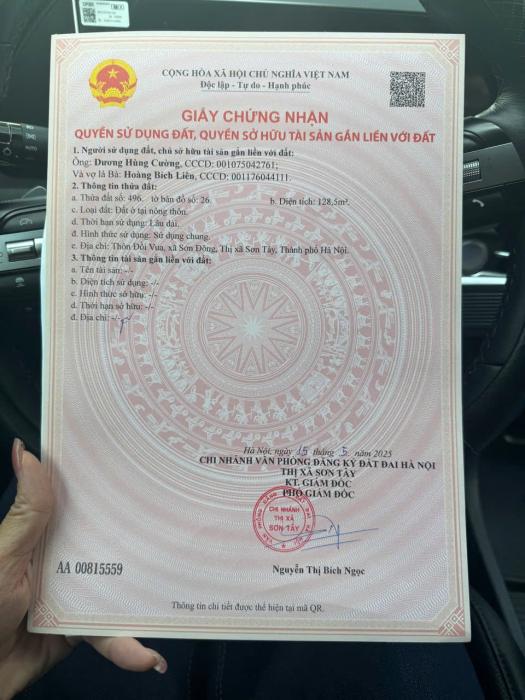 CỘNG HÒA XÃ HỘI CHỦ NGHĨA VIỆT NAM
Độc lập - Tự do - Hạnh phúc
GIẤY CHỨNG NHẬN
QUYỀN SỬ DỤNG ĐẤT, QUYỀN SỞ HỮU TÀI SẢN GẮN LIỀN VỚI ĐẤT
1. Người sử dụng đất, chủ sở hữu tài sản gắn liền với đất:
Ông: Dương Hùng Cường, CCCD: 001075042761;
Và vợ là Bà: Hoàng Bích Liên, CCCD: 001176044111.
2. Thông tin thửa đất:
a. Thửa đất số: 496. tờ bản đồ số: 26. b. Diện tích: 128,5m².
c. Loại đất: Đất ở tại nông thôn.
d. Thời hạn sử dụng: Lâu dài.
đ. Hình thức sử dụng: Sử dụng chung.
e. Địa chỉ: Thôn Đồi Vua, xã Sơn Đông, Thị xã Sơn Tây, Thành phố Hà Nội.
3. Thông tin tài sản gắn liền với đất:
a. Tên tài sản: -/-
b. Diện tích sử dụng: -/-
c. Hình thức sở hữu: -/-
d. Thời hạn sở hữu: -/-
đ. Địa chỉ: -/-
Hà Nội, ngày 15 tháng 5 năm 2025
CHI NHÁNH VĂN PHÒNG ĐĂNG KÝ ĐẤT ĐAI HÀ NỘI
THỊ XÃ SƠN TÂY
KT. GIÁM ĐỐC
PHÓ GIÁM ĐỐC
CHI NHÁNH
THỊ XÃ
SƠN TÂY
AA 00815559
Nguyễn Thị Bích Ngọc
Thông tin chi tiết được thể hiện tại mã QR.